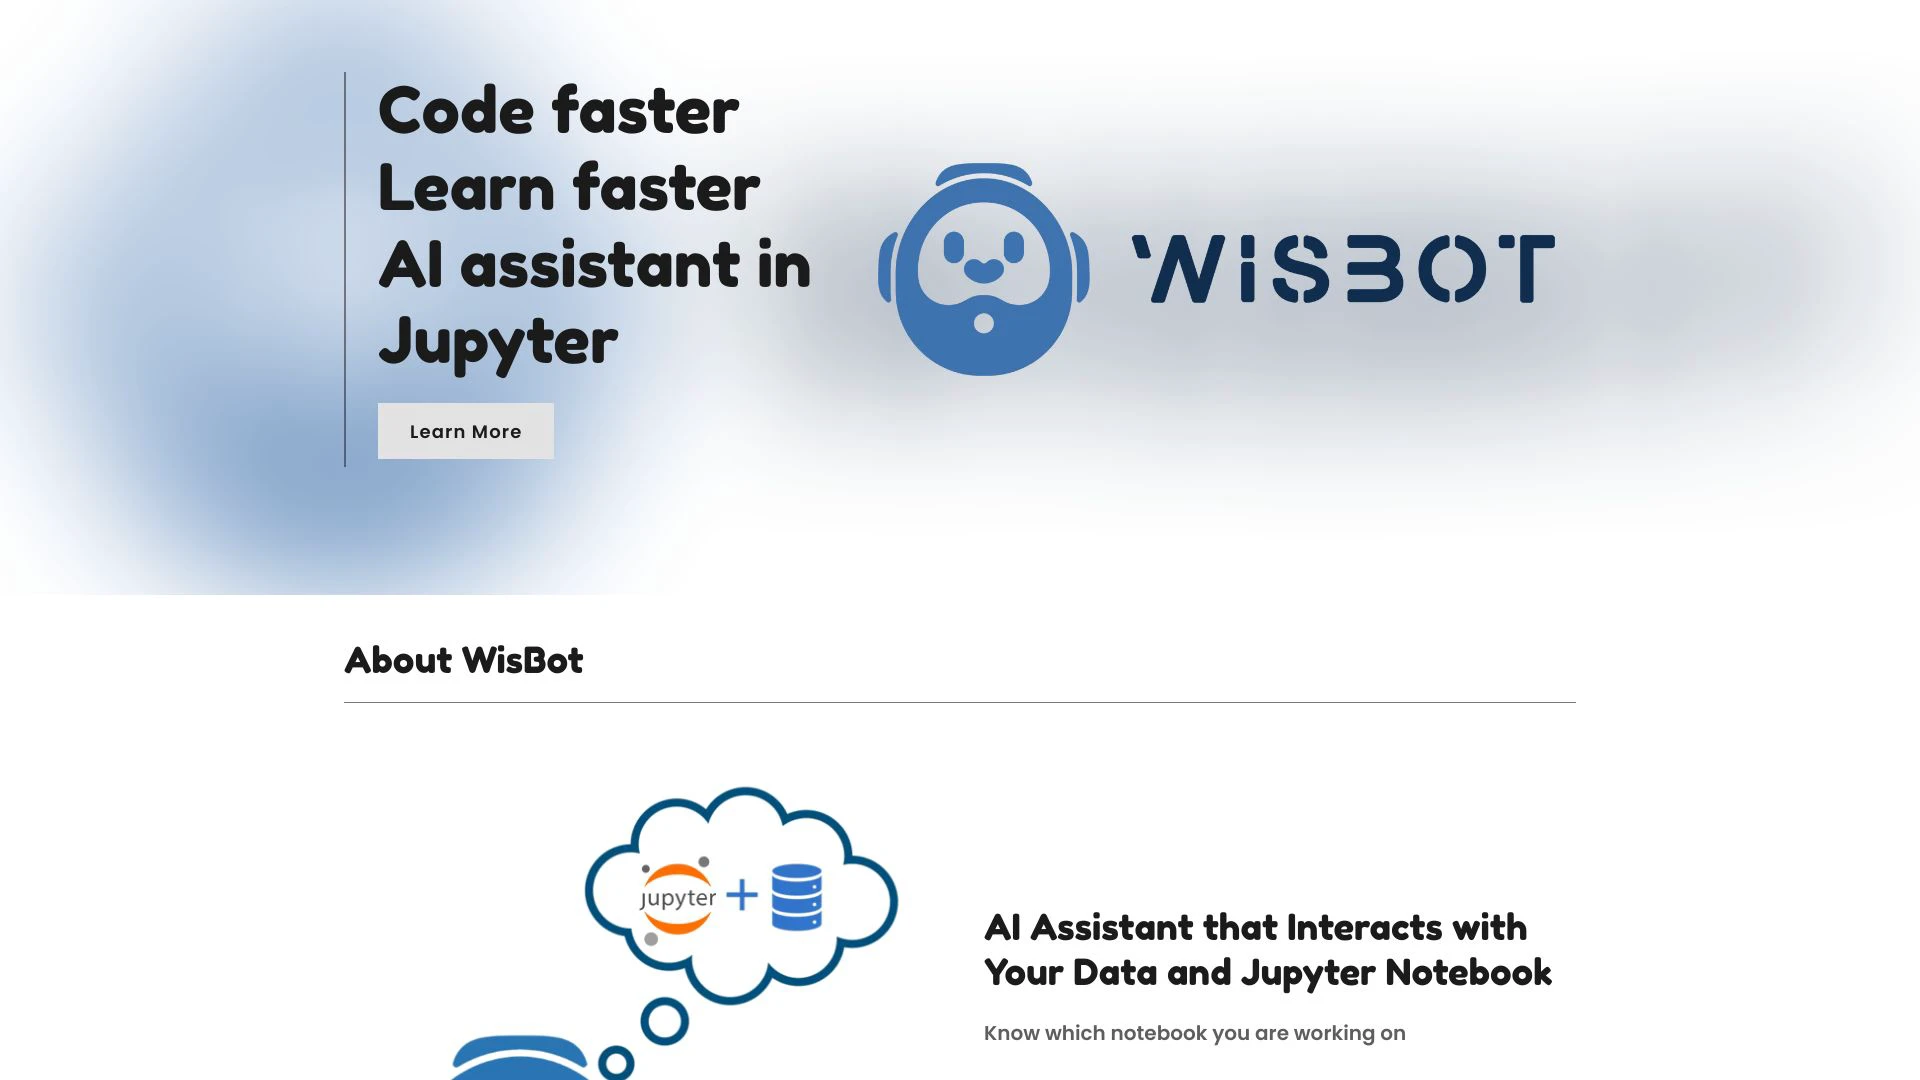 Code faster
Learn faster
AI assistant in
Jupyter
WiSBOT
Learn More
About WisBot
jupyter
AI Assistant that Interacts with
Your Data and Jupyter Notebook
Know which notebook you are working on